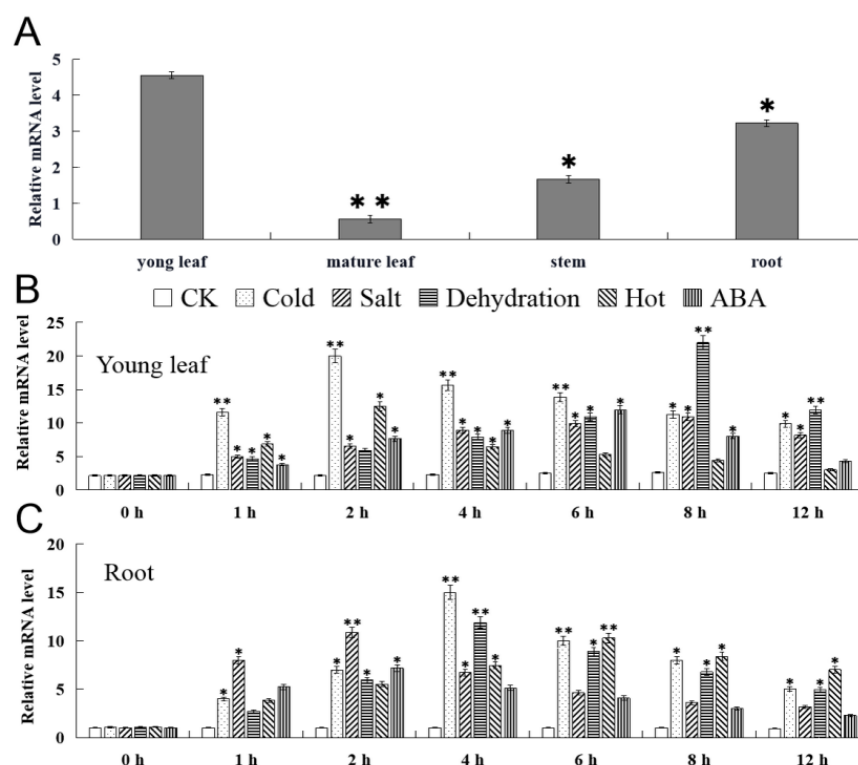 A
Relative mRNA level
5
4
3
2
1
0
**
*
*
yong leaf mature leaf stem root
CK Cold Salt Dehydration Hot ABA
B
Relative mRNA level
25
20
15
10
5
0
Young leaf
** * * * *
** * * *
** * * * *
** * * *
* * ** *
* * **
0 h 1 h 2 h 4 h 6 h 8 h 12 h
C
Relative mRNA level
20
15
10
5
0
Root
* *
* ** * *
** * ** *
** * **
* * *
* * *
0 h 1 h 2 h 4 h 6 h 8 h 12 h